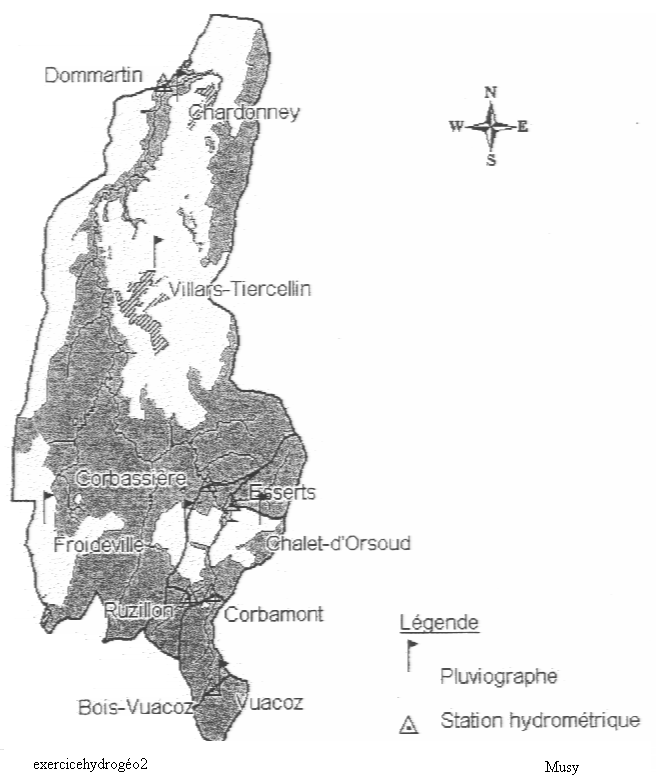 Dommartin
Chardonney
N
W E
S
Villars-Tiercellin
Corbassière
Esserts
Froideville
Chalet-d'Orsoud
Ruzillon
Corbamont
Légende
Pluviographe
Bois-Vuacoz
Vuacoz
Station hydrométrique
exercicehydrogéo2
Musy